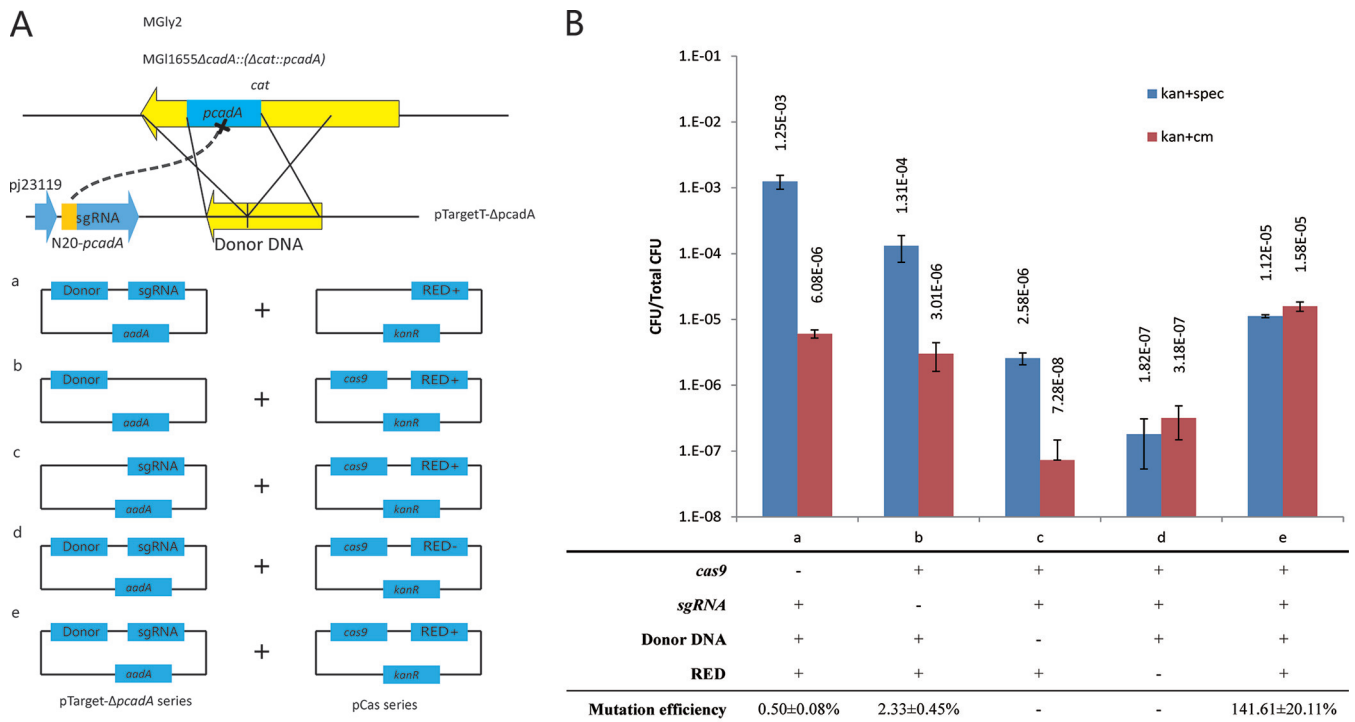 A
MGly2
MGl1655ΔcadA::(Δcat::pcadA)
cat
pcadA
pj23119
sgRNA
pTargetT-ΔpcadA
N20-pcadA
Donor DNA
a
Donor
sgRNA
aadA
+
RED+
kanR
b
Donor
aadA
+
cas9
RED+
kanR
c
sgRNA
aadA
+
cas9
RED+
kanR
d
Donor
sgRNA
aadA
+
cas9
RED-
kanR
e
Donor
sgRNA
aadA
+
cas9
RED+
kanR
pTarget-ΔpcadA series
pCas series
B
CFU/Total CFU
1.E-01
1.E-02
1.E-03
1.E-04
1.E-05
1.E-06
1.E-07
1.E-08
kan+spec
kan+cm
1.25E-03
6.08E-06
1.31E-04
3.01E-06
2.58E-06
7.28E-08
1.82E-07
3.18E-07
1.12E-05
1.58E-05
a b c d e
cas9 - + + + +
sgRNA + - + + +
Donor DNA + + - + +
RED + + + - +
Mutation efficiency 0.50±0.08% 2.33±0.45% - - 141.61±20.11%